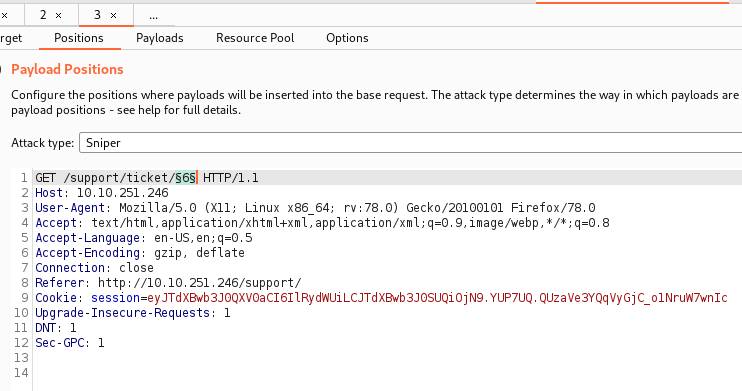 × 2 × 3 × ...
rget Positions Payloads Resource Pool Options
Payload Positions
Configure the positions where payloads will be inserted into the base request. The attack type determines the way in which payloads are
payload positions - see help for full details.
Attack type: Sniper
1 GET /support/ticket/§6§ HTTP/1.1
2 Host: 10.10.251.246
3 User-Agent: Mozilla/5.0 (X11; Linux x86_64; rv:78.0) Gecko/20100101 Firefox/78.0
4 Accept: text/html,application/xhtml+xml,application/xml;q=0.9,image/webp,*/*;q=0.8
5 Accept-Language: en-US,en;q=0.5
6 Accept-Encoding: gzip, deflate
7 Connection: close
8 Referer: http://10.10.251.246/support/
9 Cookie: session=eyJTdXBwb3J0QXV0aCI6IlRydWUiLCJTdXBwb3J0SUQiOjN9.YUP7UQ.QUzaVe3YQqVyGjC_o1NruW7wnIc
10 Upgrade-Insecure-Requests: 1
11 DNT: 1
12 Sec-GPC: 1
13
14